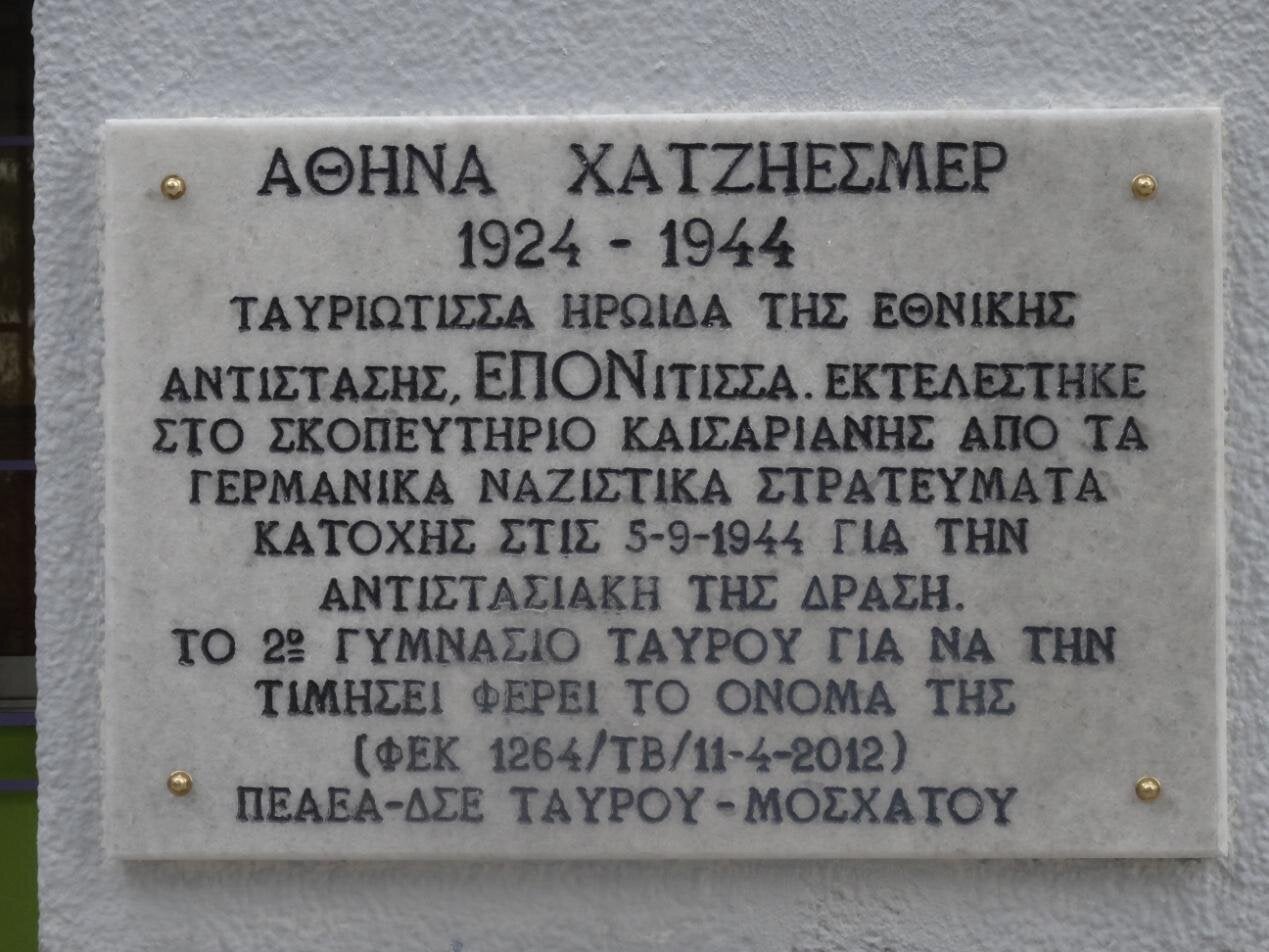 ΑΘΗΝΑ ΧΑΤΖΗΕΣΜΕΡ
1924 - 1944
ΤΑΥΡΙΩΤΙΣΣΑ ΗΡΩΙΔΑ ΤΗΣ ΕΘΝΙΚΗΣ
ΑΝΤΙΣΤΑΣΗΣ, ΕΠΟΝΙΤΙΣΣΑ. ΕΚΤΕΛΕΣΤΗΚΕ
ΣΤΟ ΣΚΟΠΕΥΤΗΡΙΟ ΚΑΙΣΑΡΙΑΝΗΣ ΑΠΟ ΤΑ
ΓΕΡΜΑΝΙΚΑ ΝΑΖΙΣΤΙΚΑ ΣΤΡΑΤΕΥΜΑΤΑ
ΚΑΤΟΧΗΣ ΣΤΙΣ 5-9-1944 ΓΙΑ ΤΗΝ
ΑΝΤΙΣΤΑΣΙΑΚΗ ΤΗΣ ΔΡΑΣΗ.
ΤΟ 2º ΓΥΜΝΑΣΙΟ ΤΑΥΡΟΥ ΓΙΑ ΝΑ ΤΗΝ
ΤΙΜΗΣΕΙ ΦΕΡΕΙ ΤΟ ΟΝΟΜΑ ΤΗΣ
(ΦΕΚ 1264/ΤΒ/11-4-2012)
ΠΕΑΕΑ-ΔΣΕ ΤΑΥΡΟΥ - ΜΟΣΧΑΤΟΥ